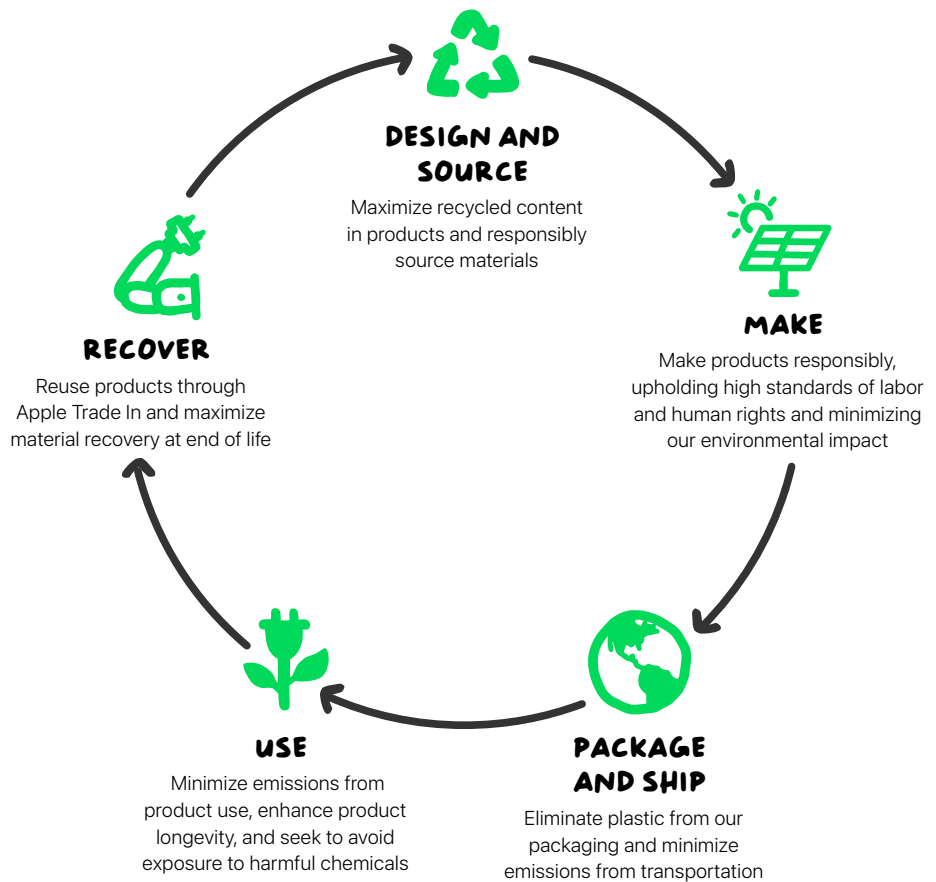 DESIGN AND
SOURCE
Maximize recycled content
in products and responsibly
source materials
MAKE
Make products responsibly,
upholding high standards of labor
and human rights and minimizing
our environmental impact
PACKAGE
AND SHIP
Eliminate plastic from our
packaging and minimize
emissions from transportation
USE
Minimize emissions from
product use, enhance product
longevity, and seek to avoid
exposure to harmful chemicals
RECOVER
Reuse products through
Apple Trade In and maximize
material recovery at end of life